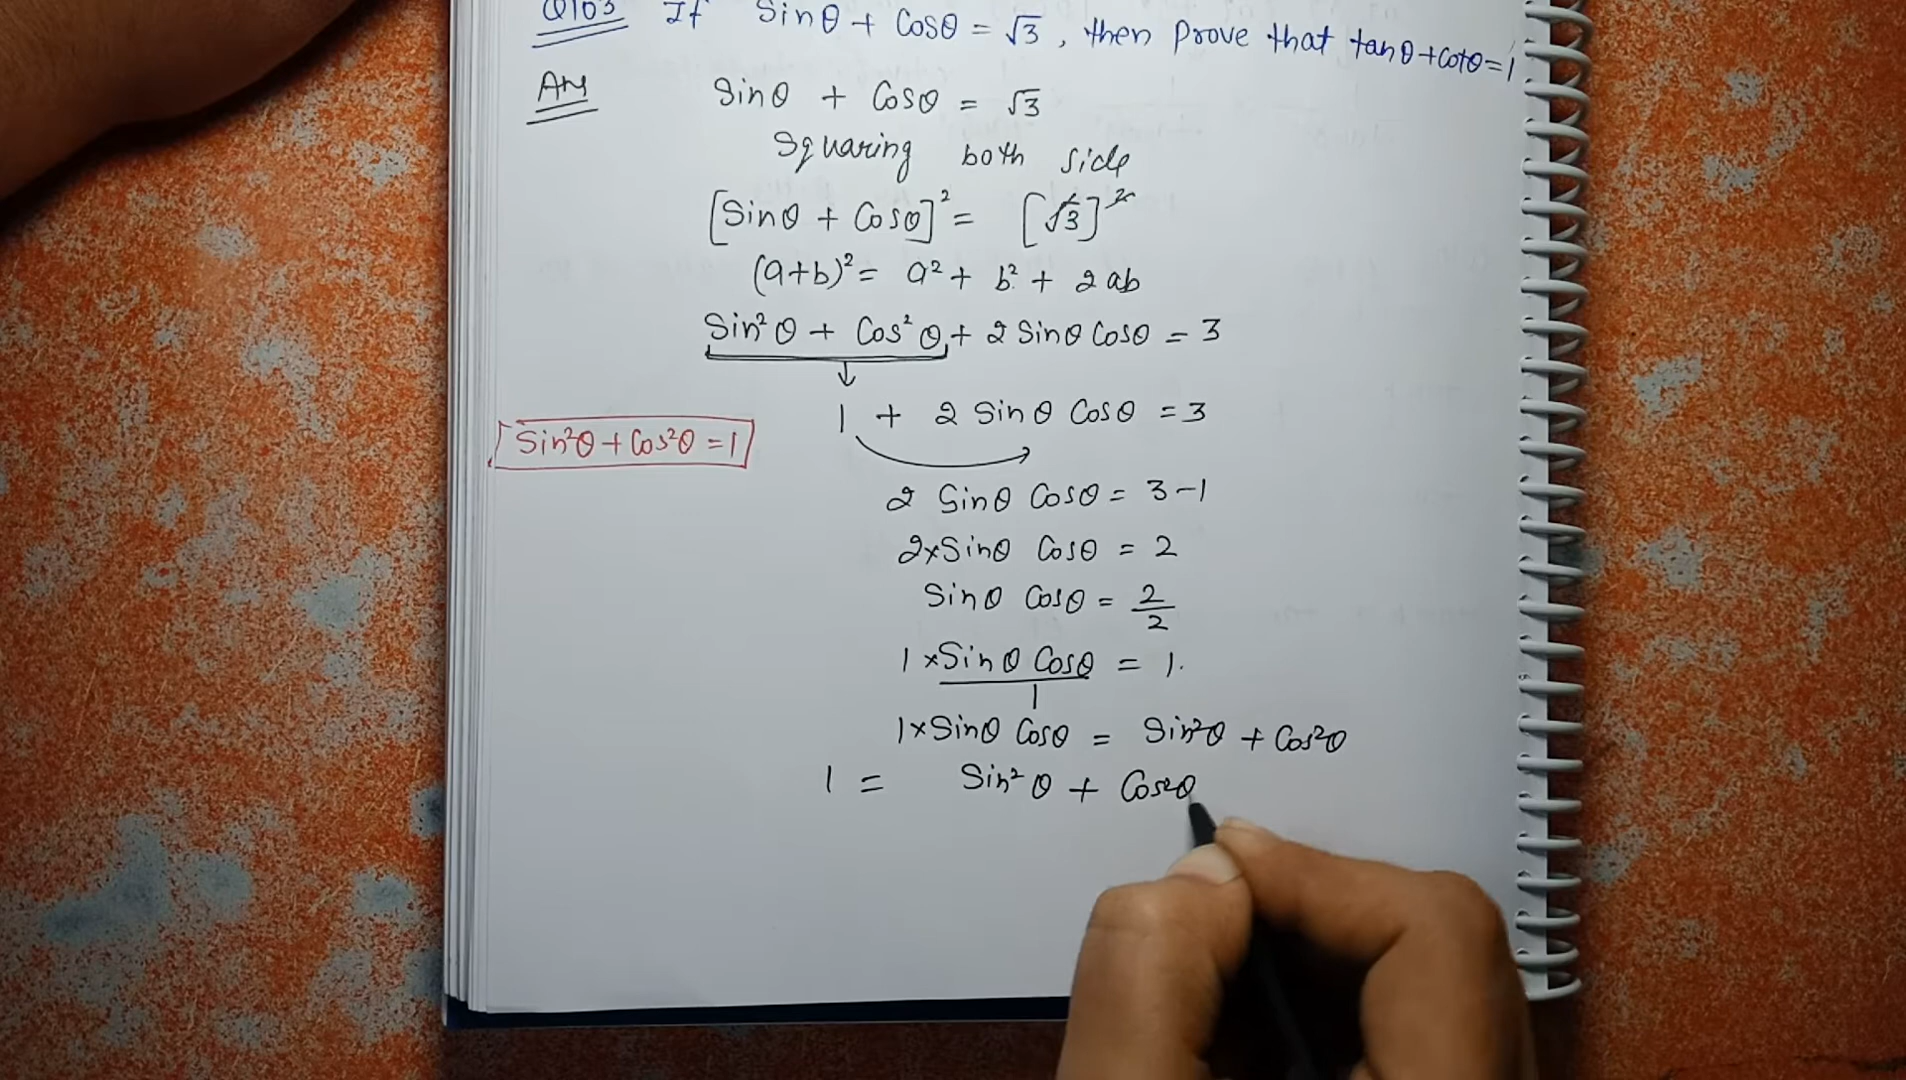 Q103 If Sinθ + Cosθ = √3, then prove that tanθ+cotθ=1
Ans
Sinθ + Cosθ = √3
Squaring both side
[Sinθ + Cosθ]² = [√3]²
(a+b)² = a² + b² + 2ab
Sin²θ + Cos²θ + 2 Sinθ Cosθ = 3
↓
1 + 2 Sinθ Cosθ = 3
Sin²θ + Cos²θ = 1
2 Sinθ Cosθ = 3-1
2×Sinθ Cosθ = 2
Sinθ Cosθ = 2/2
1×Sinθ Cosθ = 1.
1×Sinθ Cosθ = Sin²θ + Cos²θ
1 = Sin²θ + Cos²θ